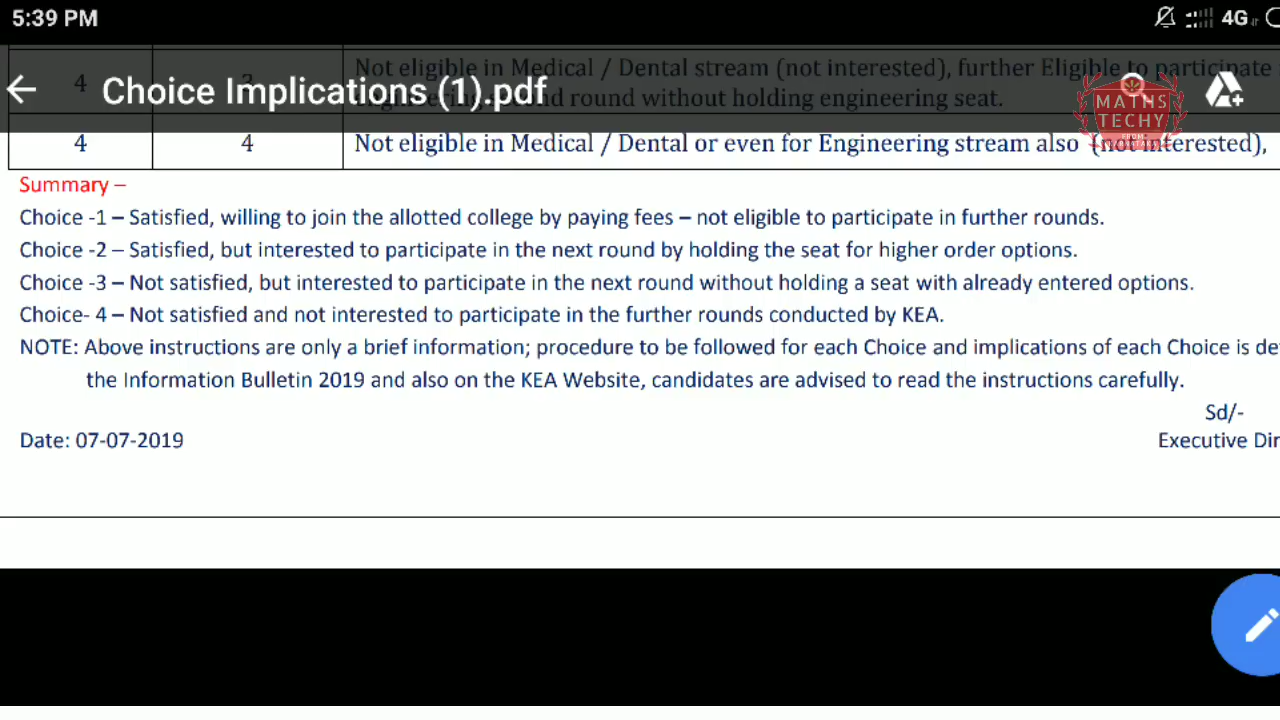 5:39 PM
4G
Choice Implications (1).pdf
4 3 Not eligible in Medical / Dental stream (not interested), further Eligible to participate
round without holding engineering seat.
MATHS
TECHY
FROM
4 4 Not eligible in Medical / Dental or even for Engineering stream also (not interested),
Summary –
Choice -1 – Satisfied, willing to join the allotted college by paying fees – not eligible to participate in further rounds.
Choice -2 – Satisfied, but interested to participate in the next round by holding the seat for higher order options.
Choice -3 – Not satisfied, but interested to participate in the next round without holding a seat with already entered options.
Choice- 4 – Not satisfied and not interested to participate in the further rounds conducted by KEA.
NOTE: Above instructions are only a brief information; procedure to be followed for each Choice and implications of each Choice is de
the Information Bulletin 2019 and also on the KEA Website, candidates are advised to read the instructions carefully.
Sd/-
Date: 07-07-2019
Executive Dir